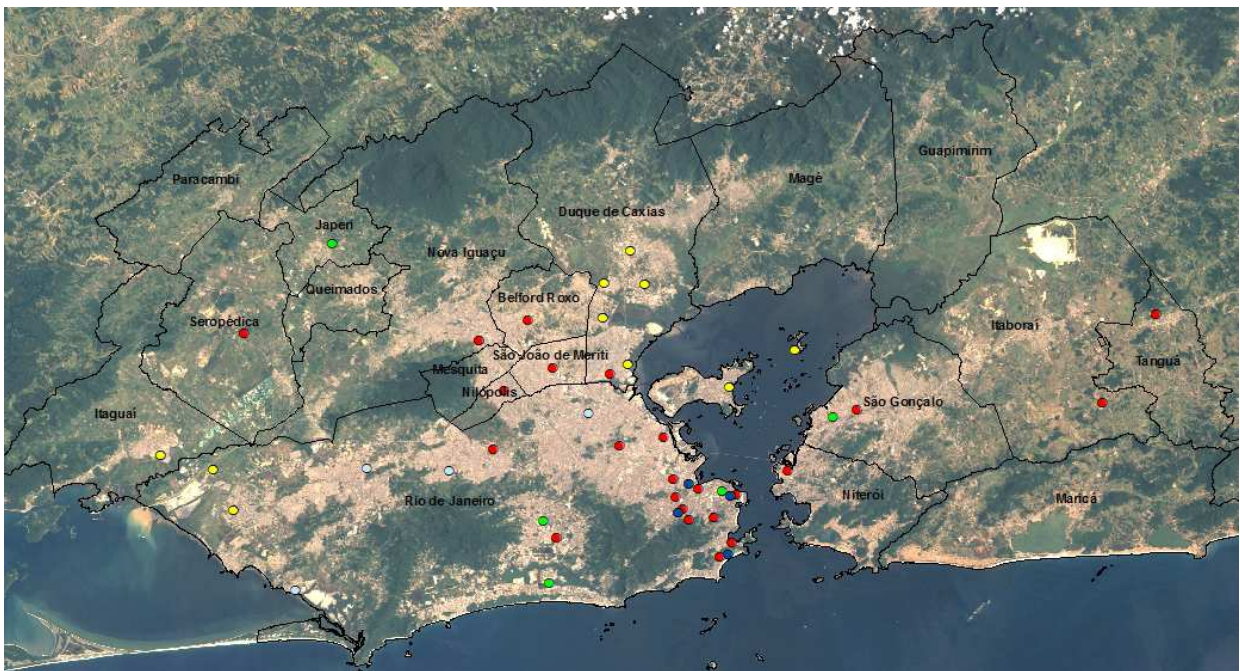 Guapimirim
Paracambi
Magé
Duque de Caxias
Japeri
Nova Iguaçu
Queimados
Belford Roxo
Seropédica
Itaboraí
São João de Meriti
Tanguá
Mesquita
Nilópolis
São Gonçalo
Itaguaí
Rio de Janeiro
Niterói
Maricá